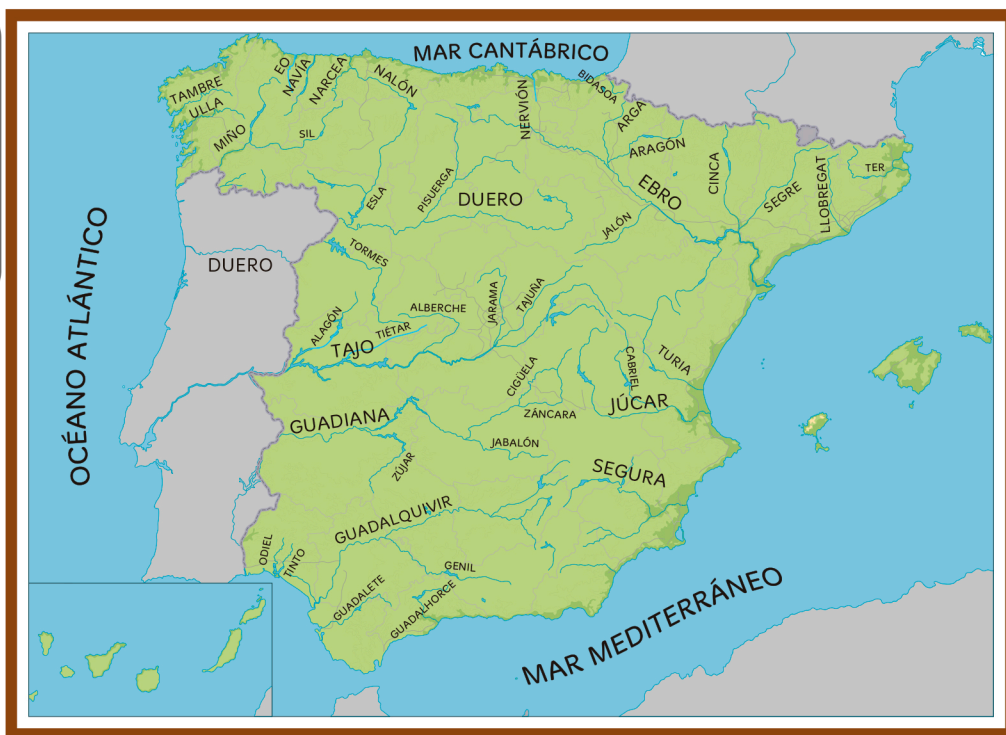 MAR CANTÁBRICO
EO
NAVÍA
NARCEA
NALÓN
BIDASOA
TAMBRE
ULLA
MIÑO
SIL
NERVIÓN
ARGA
ARAGÓN
CINCA
SEGRE
LLOBREGAT
TER
ESLA
PISUERGA
DUERO
EBRO
JALÓN
OCÉANO ATLÁNTICO
DUERO
TORMES
ALAGÓN
TIÉTAR
ALBERCHE
JARAMA
TAJUÑA
TAJO
CIGÜELA
CABRIEL
TURIA
JÚCAR
ZÁNCARA
GUADIANA
JABALÓN
ZÚJAR
SEGURA
GUADALQUIVIR
ODIEL
TINTO
GENIL
GUADALETE
GUADALHORCE
MAR MEDITERRÁNEO